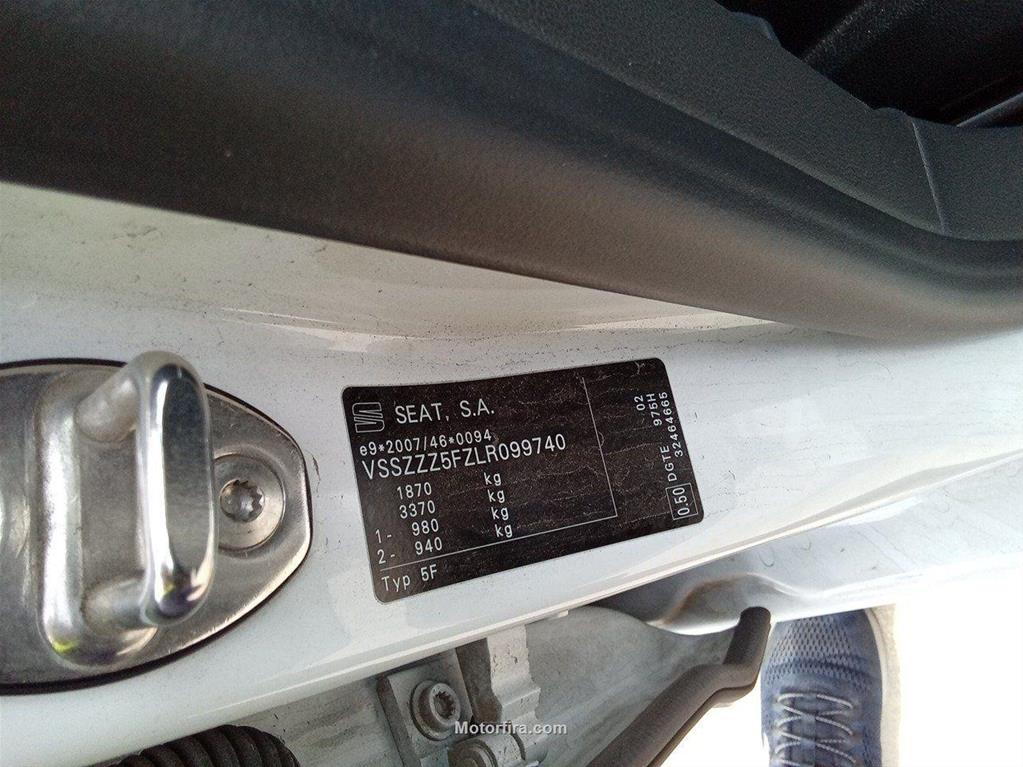 SEAT, S.A.
e9*2007/46*0094
VSSZZZ5FZLR099740
1870 kg
3370 kg
1- 980 kg
2- 940 kg
Typ 5F
02
975H
32464665
0.50 DGTE
Motorfira.com